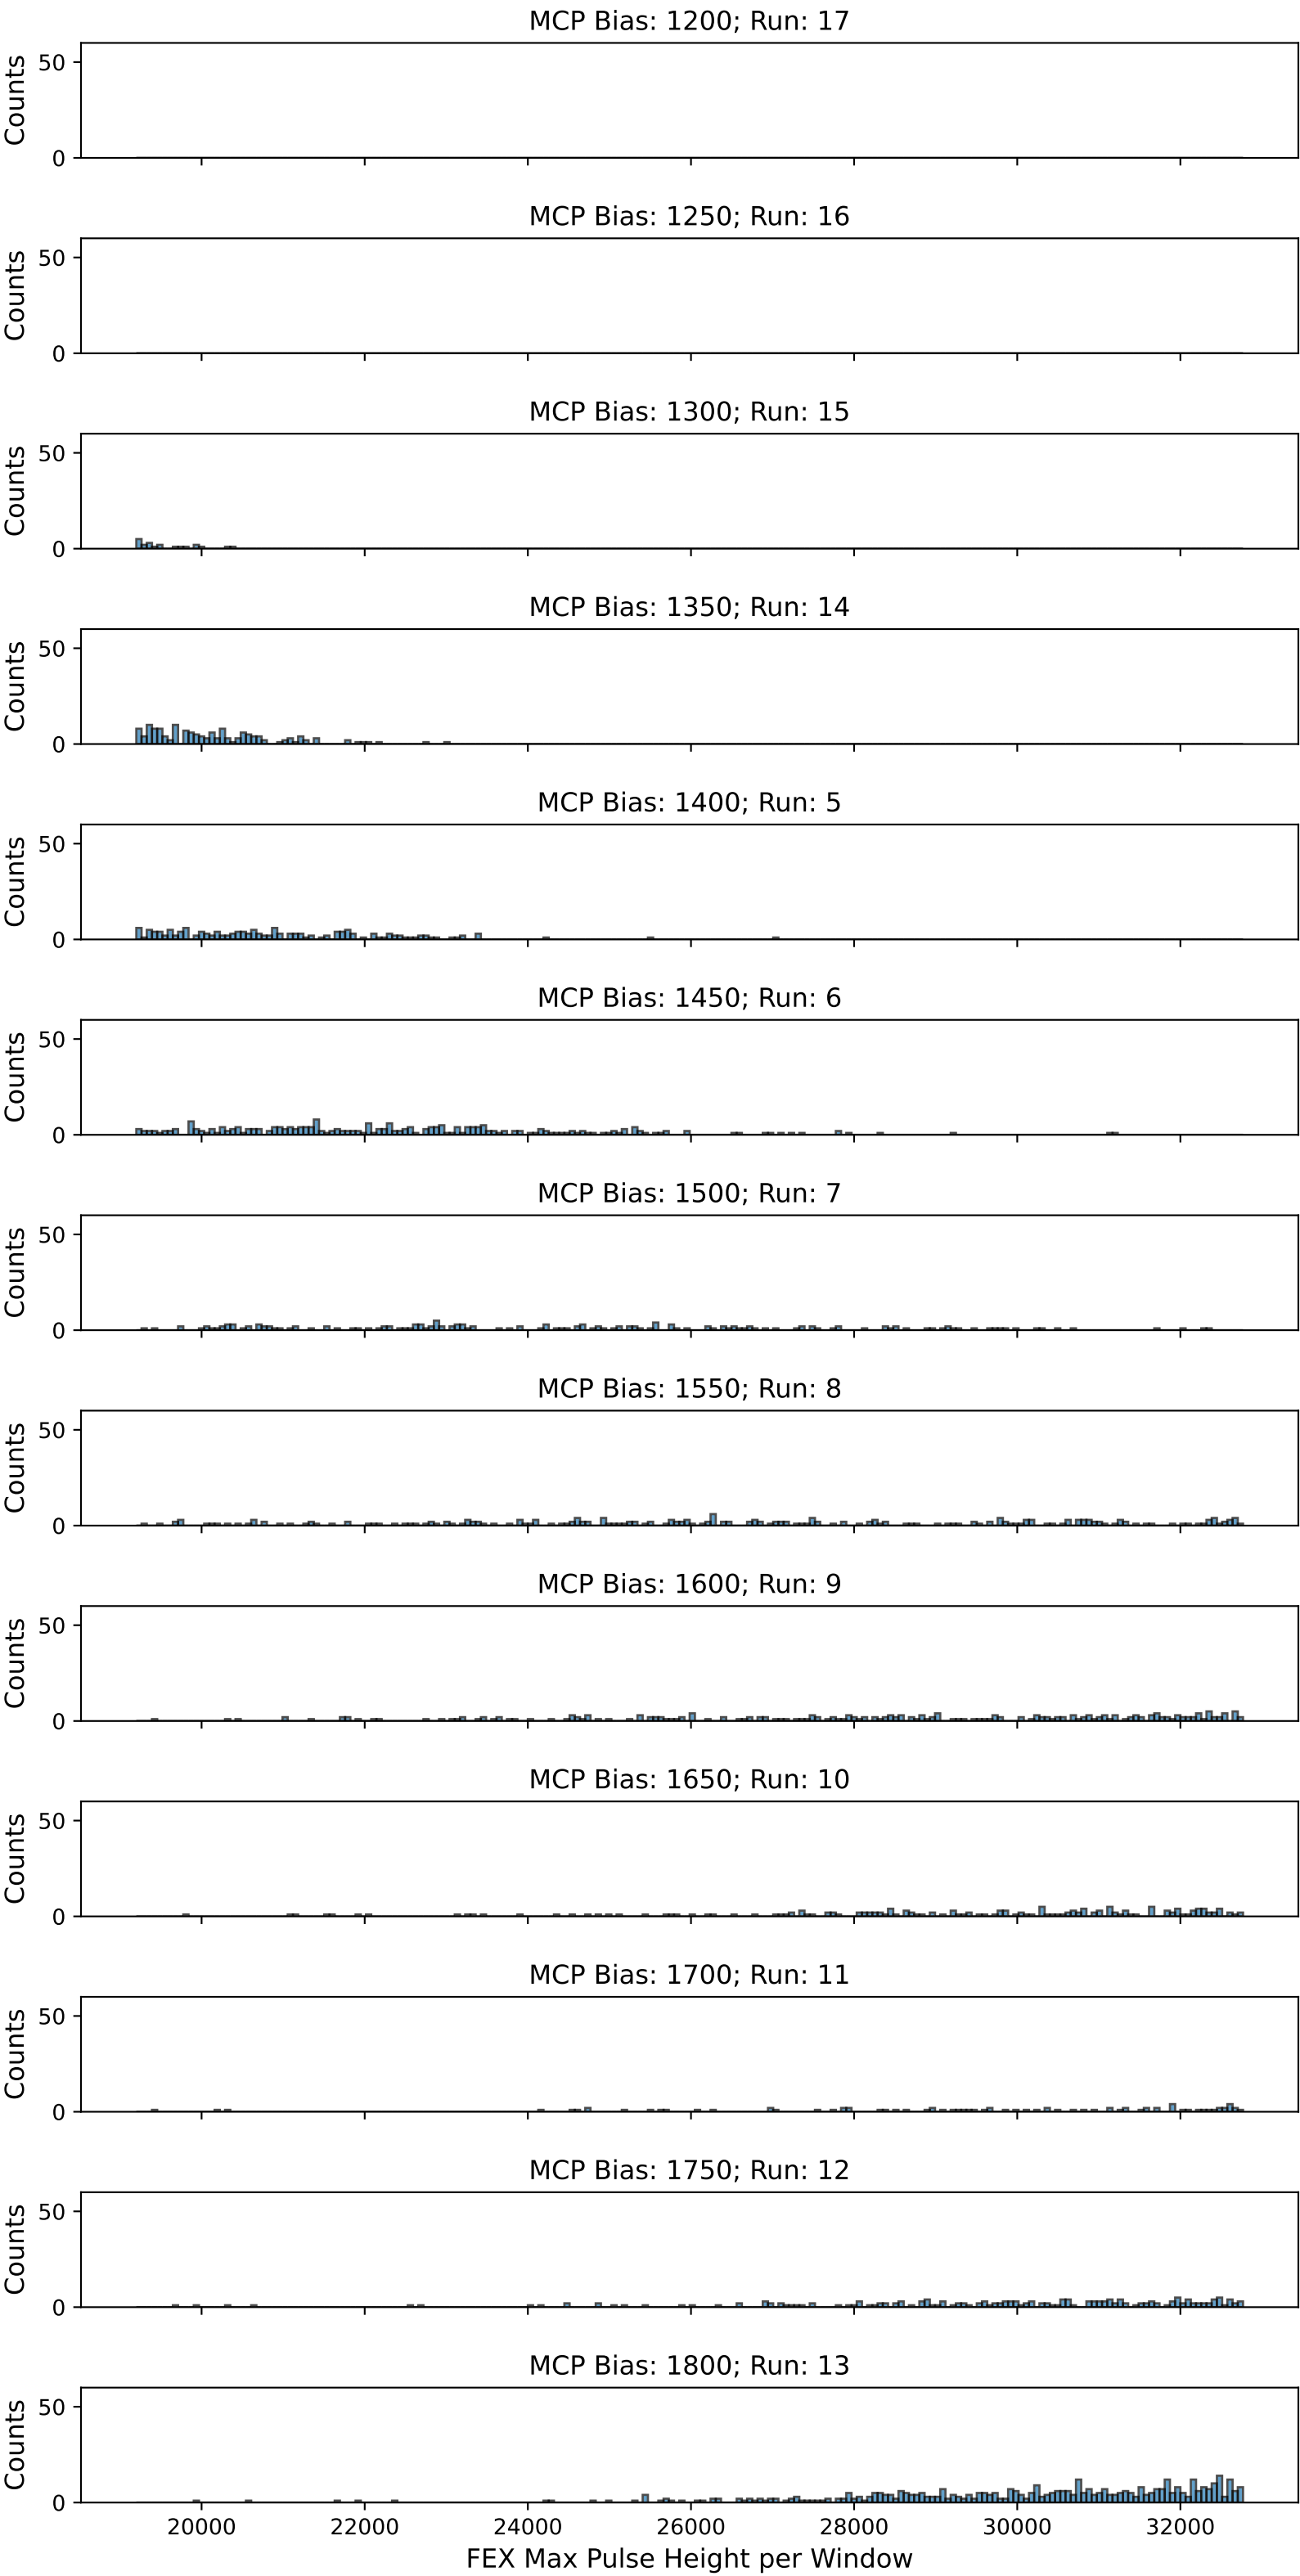 MCP Bias: 1200; Run: 17
50
Counts
0
MCP Bias: 1250; Run: 16
50
Counts
0
MCP Bias: 1300; Run: 15
50
Counts
0
MCP Bias: 1350; Run: 14
50
Counts
0
MCP Bias: 1400; Run: 5
50
Counts
0
MCP Bias: 1450; Run: 6
50
Counts
0
MCP Bias: 1500; Run: 7
50
Counts
0
MCP Bias: 1550; Run: 8
50
Counts
0
MCP Bias: 1600; Run: 9
50
Counts
0
MCP Bias: 1650; Run: 10
50
Counts
0
MCP Bias: 1700; Run: 11
50
Counts
0
MCP Bias: 1750; Run: 12
50
Counts
0
MCP Bias: 1800; Run: 13
50
Counts
0
20000 22000 24000 26000 28000 30000 32000
FEX Max Pulse Height per Window